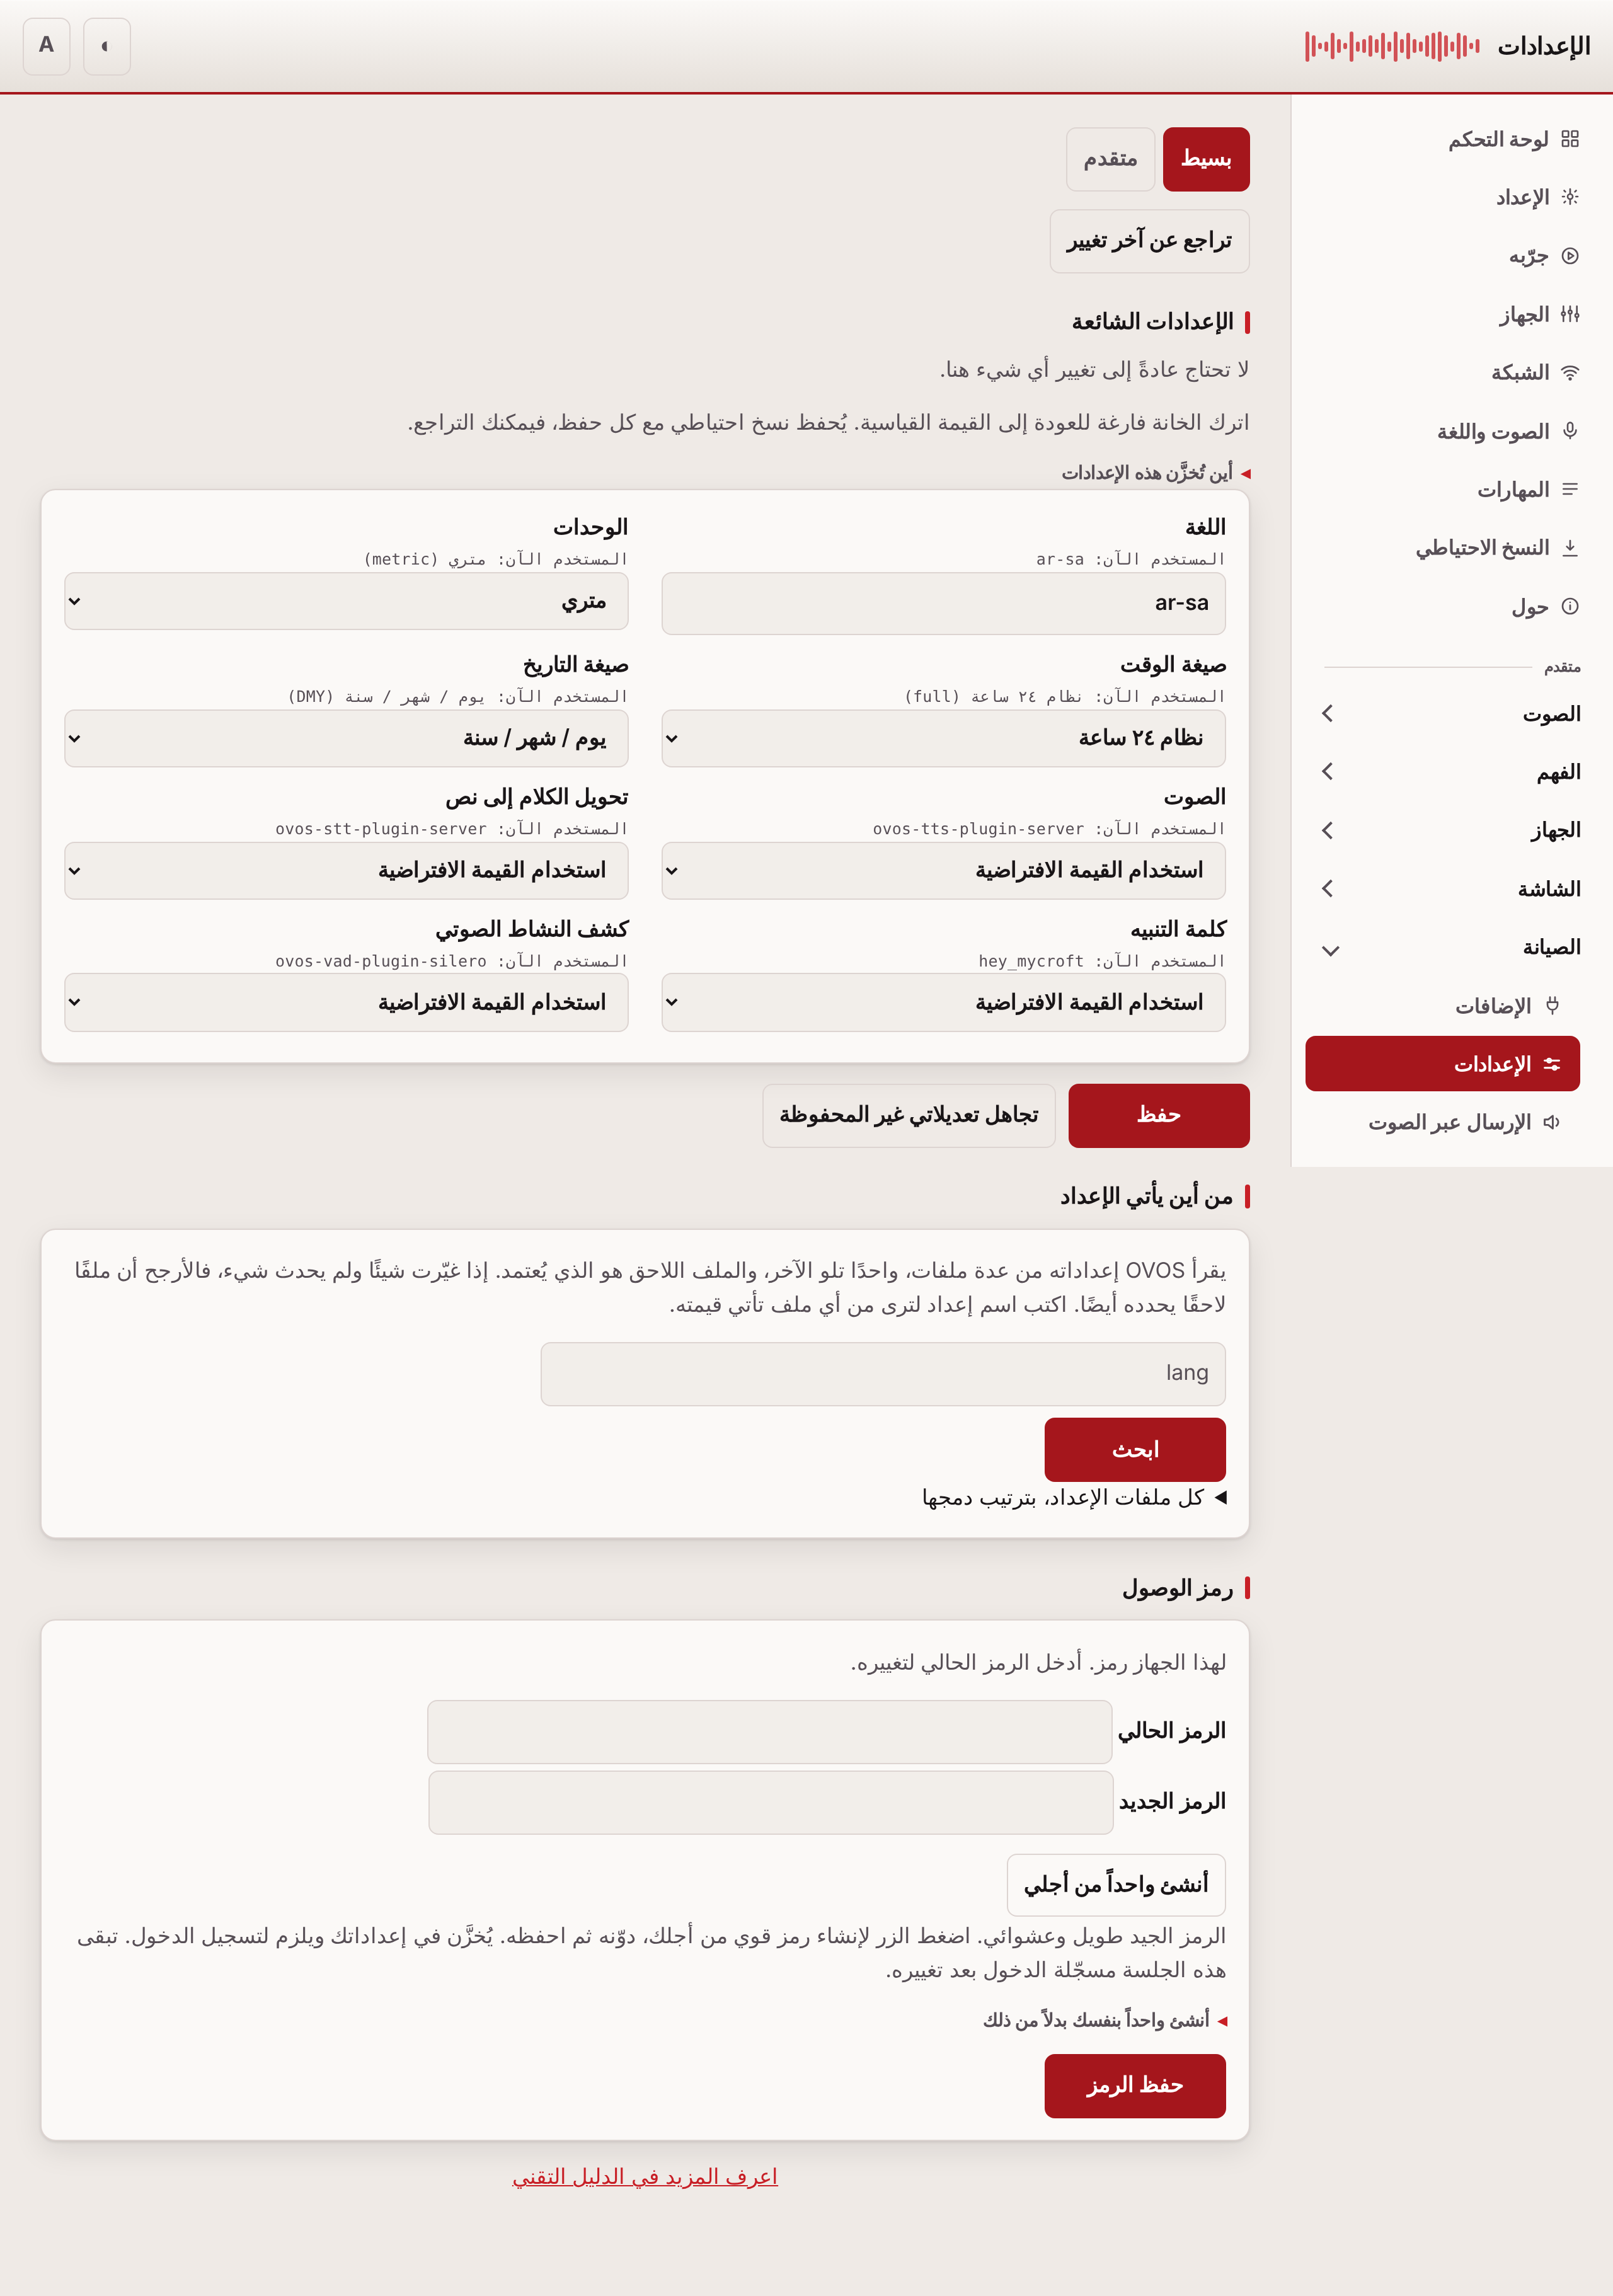 الإعدادات
A
لوحة التحكم
الإعداد
جرّبه
الجهاز
الشبكة
الصوت واللغة
المهارات
النسخ الاحتياطي
حول
متقدم
الصوت
الفهم
الجهاز
الشاشة
الصيانة
الإضافات
الإعدادات
الإرسال عبر الصوت
بسيط
متقدم
تراجع عن آخر تغيير
الإعدادات الشائعة
لا تحتاج عادةً إلى تغيير أي شيء هنا.
اترك الخانة فارغة للعودة إلى القيمة القياسية. يُحفظ نسخ احتياطي مع كل حفظ، فيمكنك التراجع.
أين تُخزَّن هذه الإعدادات
اللغة
المستخدم الآن: ar-sa
ar-sa
الوحدات
المستخدم الآن: متري (metric)
متري
صيغة الوقت
المستخدم الآن: نظام ٢٤ ساعة (full)
نظام ٢٤ ساعة
صيغة التاريخ
المستخدم الآن: يوم / شهر / سنة (DMY)
يوم / شهر / سنة
الصوت
المستخدم الآن: ovos-tts-plugin-server
استخدام القيمة الافتراضية
تحويل الكلام إلى نص
المستخدم الآن: ovos-stt-plugin-server
استخدام القيمة الافتراضية
كلمة التنبيه
المستخدم الآن: hey_mycroft
استخدام القيمة الافتراضية
كشف النشاط الصوتي
المستخدم الآن: ovos-vad-plugin-silero
استخدام القيمة الافتراضية
حفظ
تجاهل تعديلاتي غير المحفوظة
من أين يأتي الإعداد
يقرأ OVOS إعداداته من عدة ملفات، واحدًا تلو الآخر، والملف اللاحق هو الذي يُعتمد. إذا غيّرت شيئًا ولم يحدث شيء، فالأرجح أن ملفًا
لاحقًا يحدده أيضًا. اكتب اسم إعداد لترى من أي ملف تأتي قيمته.
lang
ابحث
كل ملفات الإعداد، بترتيب دمجها
رمز الوصول
لهذا الجهاز رمز. أدخل الرمز الحالي لتغييره.
الرمز الحالي
الرمز الجديد
أنشئ واحداً من أجلي
الرمز الجيد طويل وعشوائي. اضغط الزر لإنشاء رمز قوي من أجلك، دوّنه ثم احفظه. يُخزَّن في إعداداتك ويلزم لتسجيل الدخول. تبقى
هذه الجلسة مسجّلة الدخول بعد تغييره.
أنشئ واحداً بنفسك بدلاً من ذلك
حفظ الرمز
اعرف المزيد في الدليل التقني